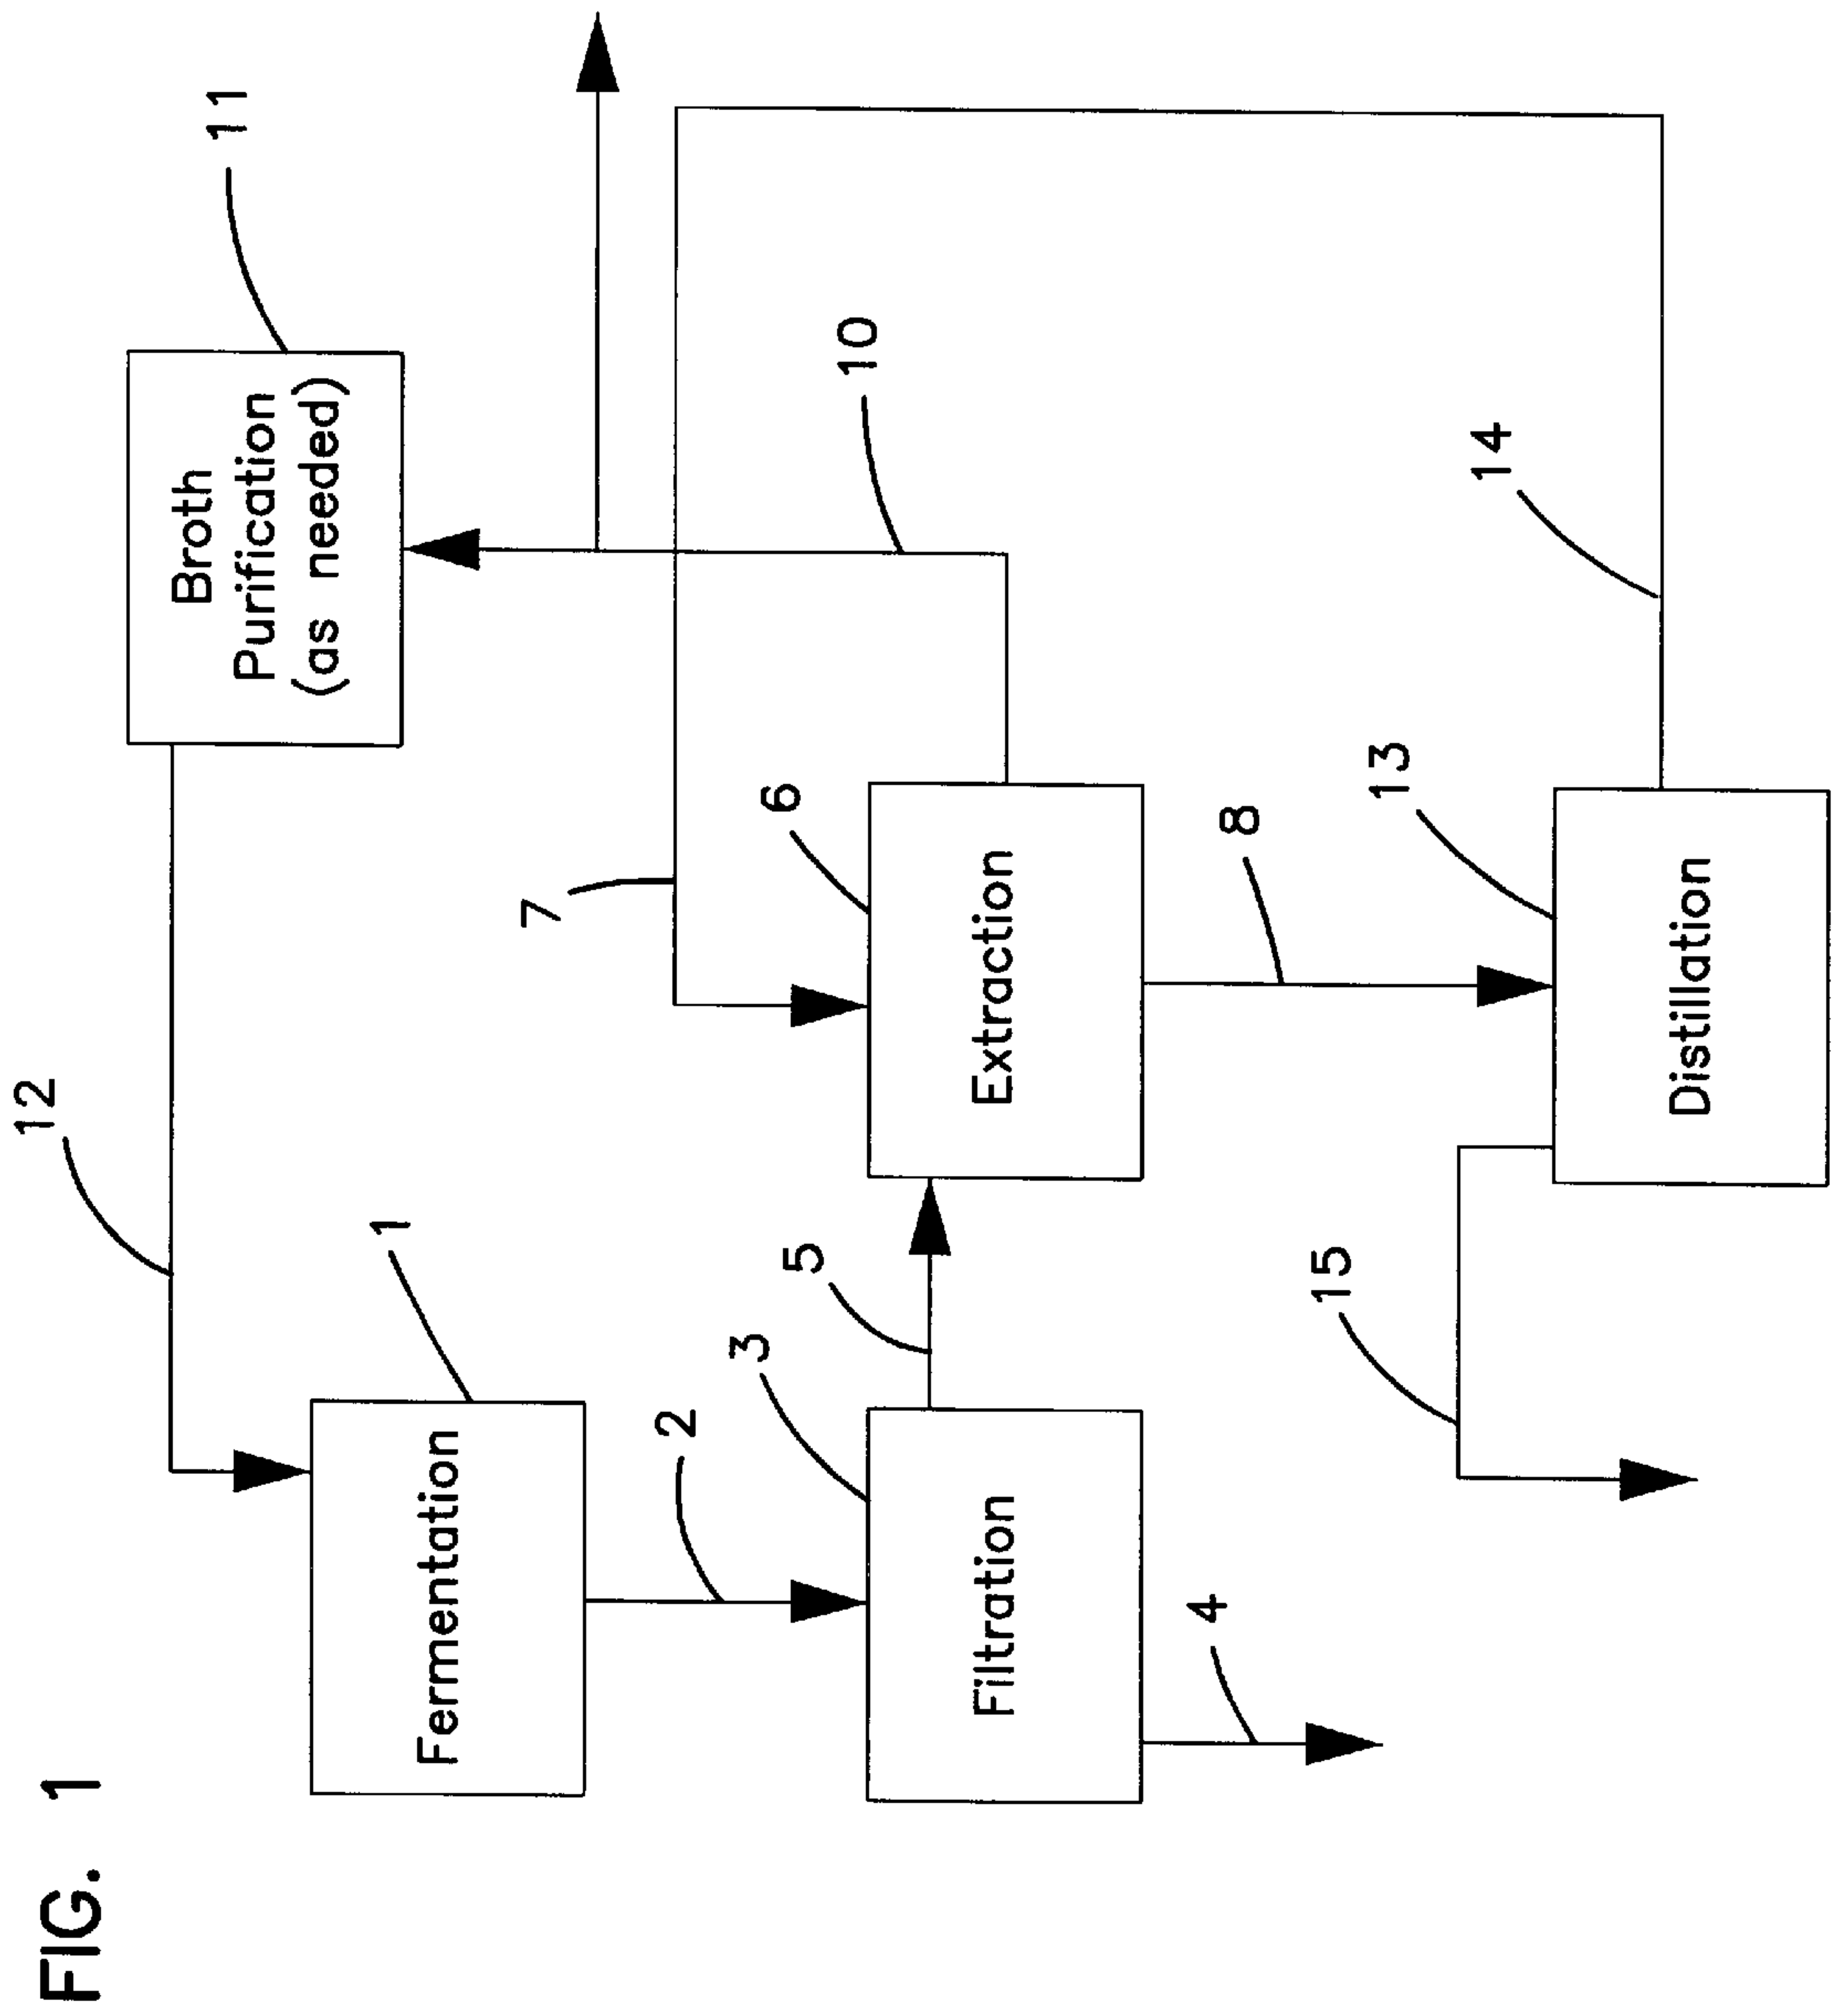 FIG. 1
12
11
Broth
Purification
(as needed)
1
Fermentation
2
7
10
3
5
6
Filtration
Extraction
4
8
15
13
14
Distillation